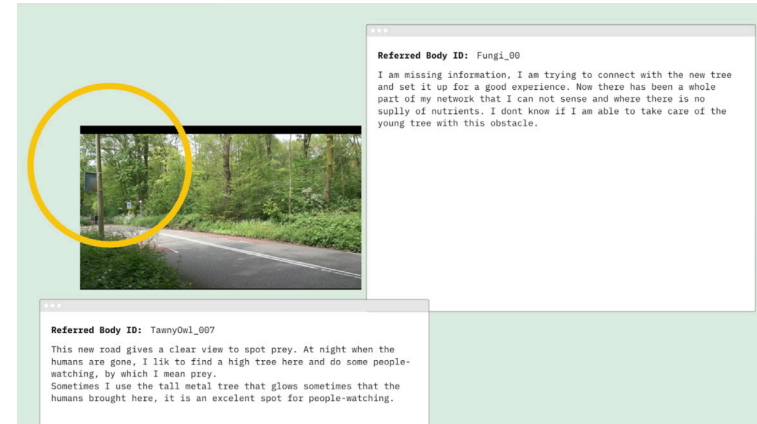 Referred Body ID: Fungi_00
I am missing information, I am trying to connect with the new tree
and set it up for a good experience. Now there has been a whole
part of my network that I can not sense and where there is no
suplly of nutrients. I dont know if I am able to take care of the
young tree with this obstacle.
Referred Body ID: TawnyOwl_007
This new road gives a clear view to spot prey. At night when the
humans are gone, I lik to find a high tree here and do some people-
watching, by which I mean prey.
Sometimes I use the tall metal tree that glows sometimes that the
humans brought here, it is an excelent spot for people-watching.